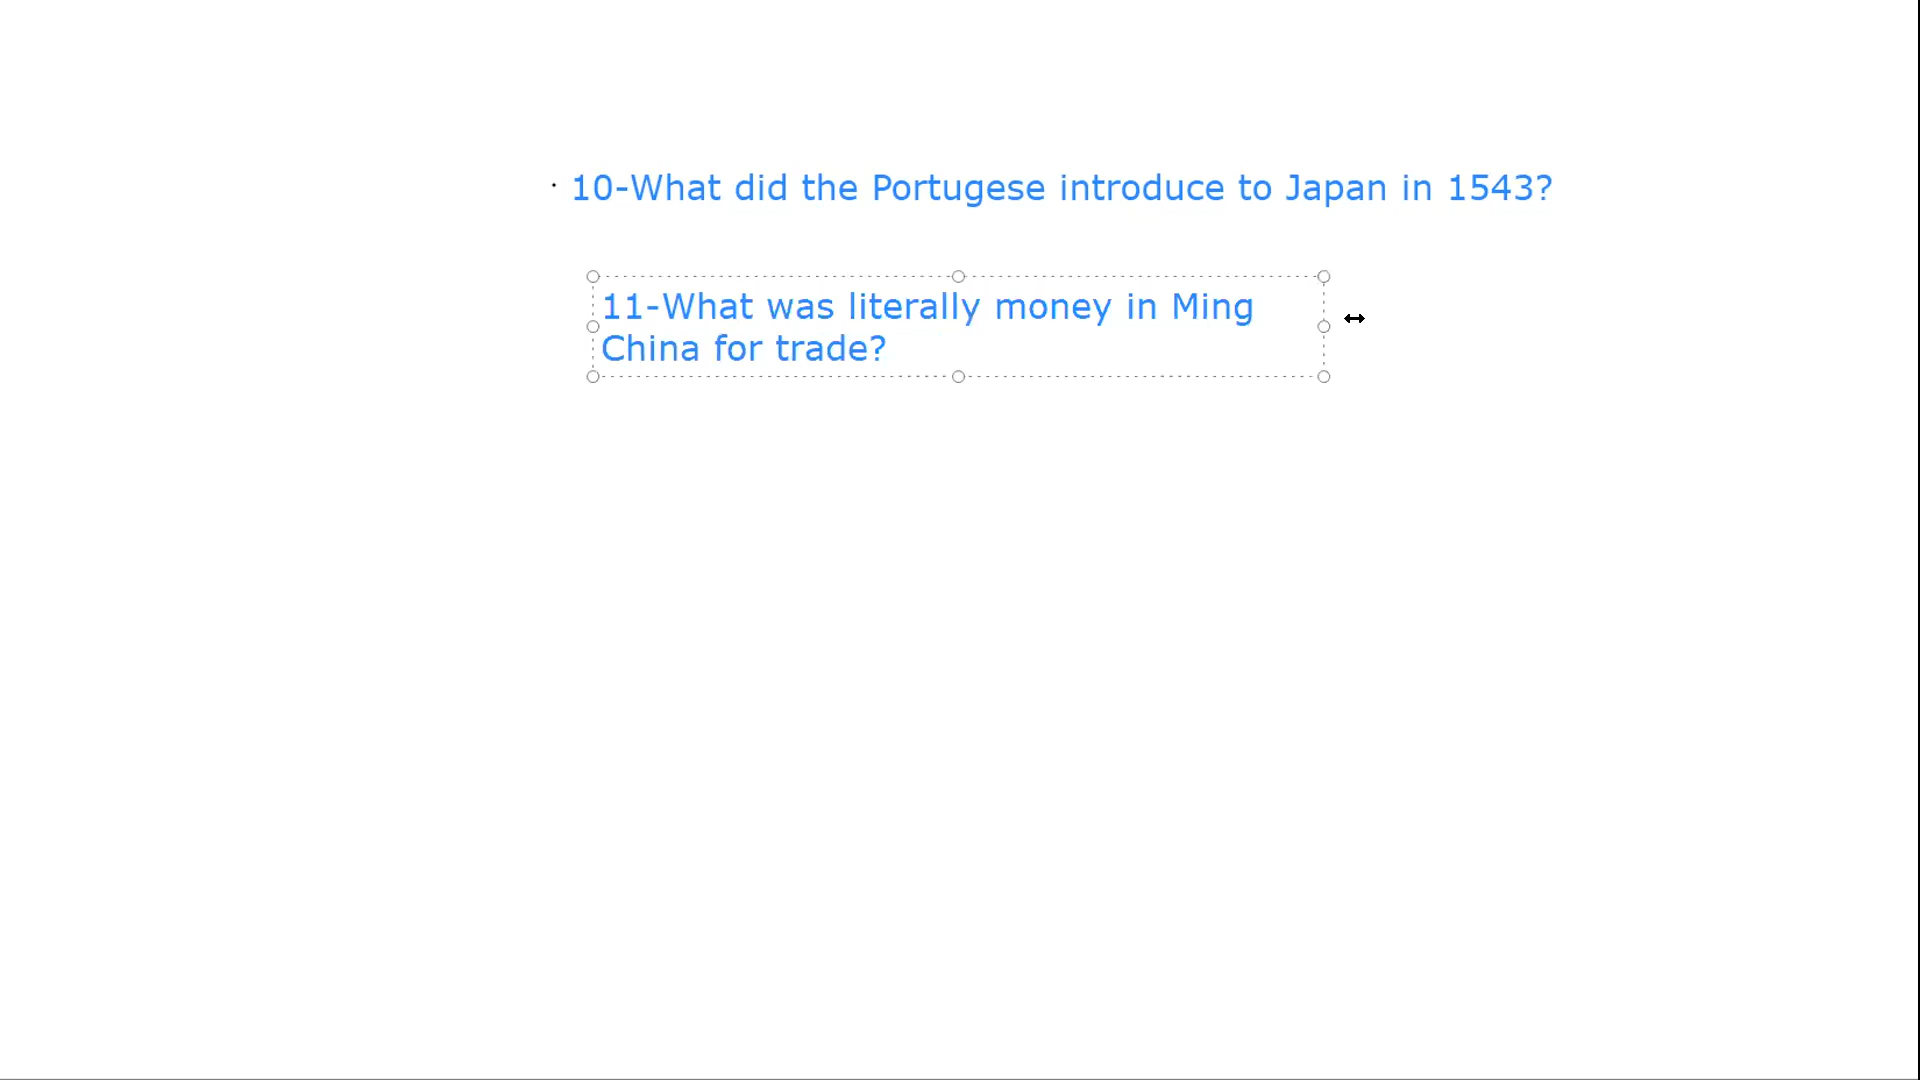 10-What did the Portugese introduce to Japan in 1543?
11-What was literally money in Ming
China for trade?